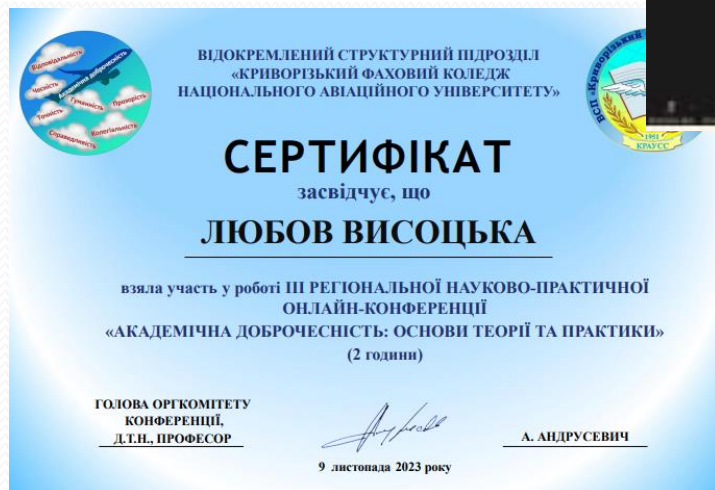 Відповідальність
Академічна доброчесність
Чесність
Гуманність
Прозорість
Точність
Колегіальність
Справедливість
ВІДОКРЕМЛЕНИЙ СТРУКТУРНИЙ ПІДРОЗДІЛ
«КРИВОРІЗЬКИЙ ФАХОВИЙ КОЛЕДЖ
НАЦІОНАЛЬНОГО АВІАЦІЙНОГО УНІВЕРСИТЕТУ»
ВСП «Криворізький
1951
КРАУСС
СЕРТИФІКАТ
засвідчує, що
ЛЮБОВ ВИСОЦЬКА
взяла участь у роботі ІІІ РЕГІОНАЛЬНОЇ НАУКОВО-ПРАКТИЧНОЇ
ОНЛАЙН-КОНФЕРЕНЦІЇ
«АКАДЕМІЧНА ДОБРОЧЕСНІСТЬ: ОСНОВИ ТЕОРІЇ ТА ПРАКТИКИ»
(2 години)
ГОЛОВА ОРГКОМІТЕТУ
КОНФЕРЕНЦІЇ,
Д.Т.Н., ПРОФЕСОР
А. АНДРУСЕВИЧ
9 листопада 2023 року